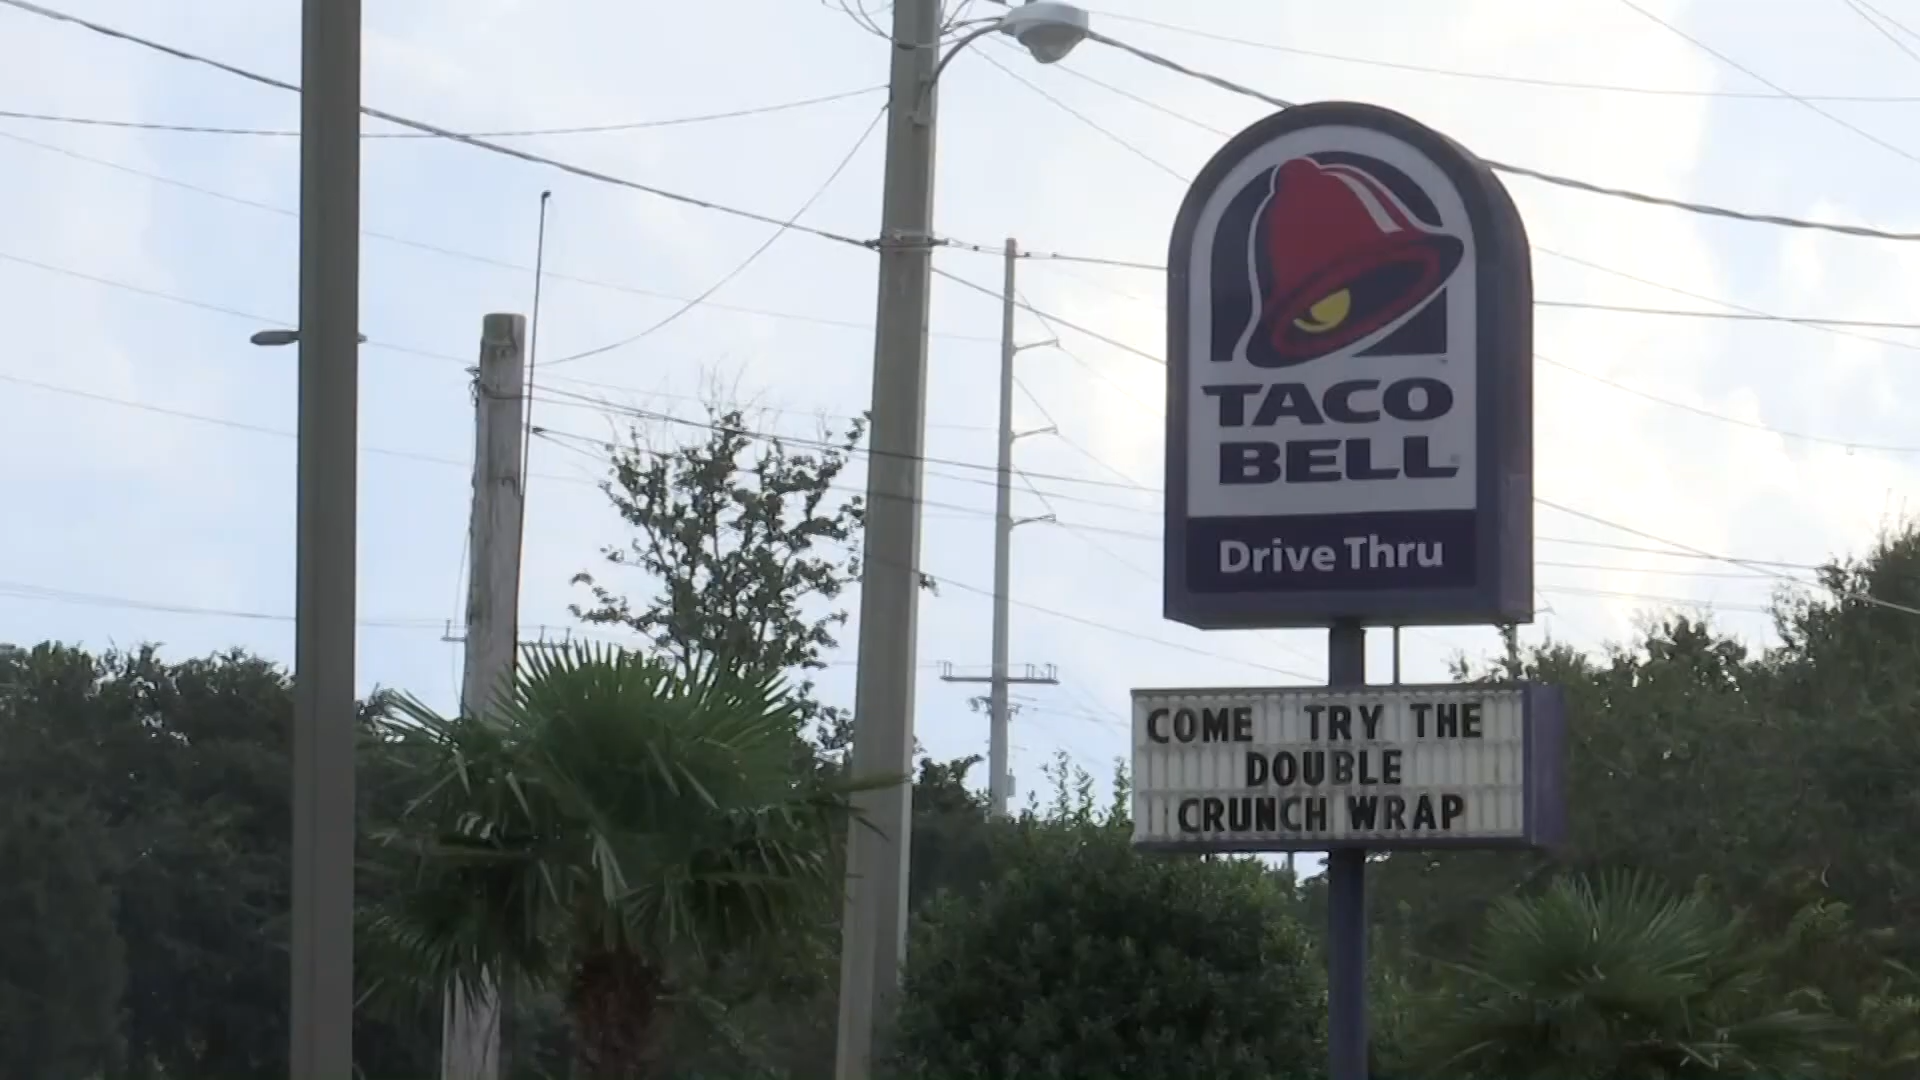 TACO
BELL
Drive Thru
COME TRY THE
DOUBLE
CRUNCH WRAP